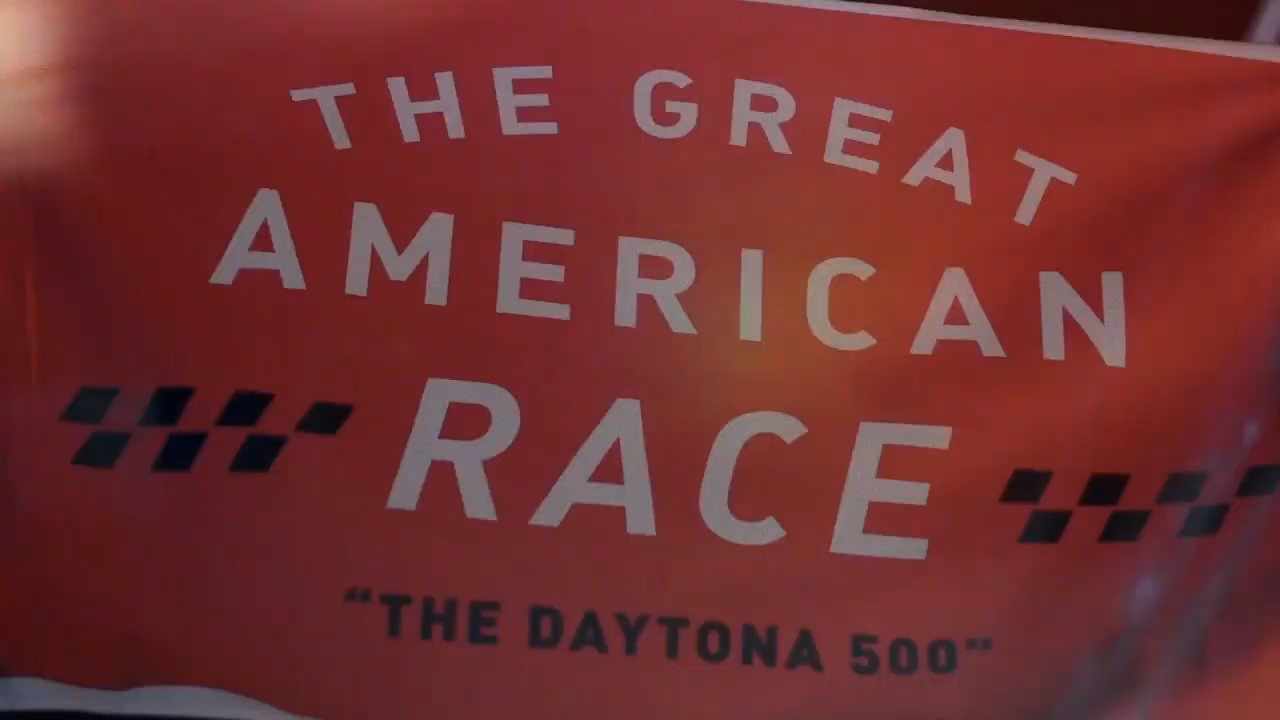 THE GREAT
AMERICAN
RACE
“THE DAYTONA 500”